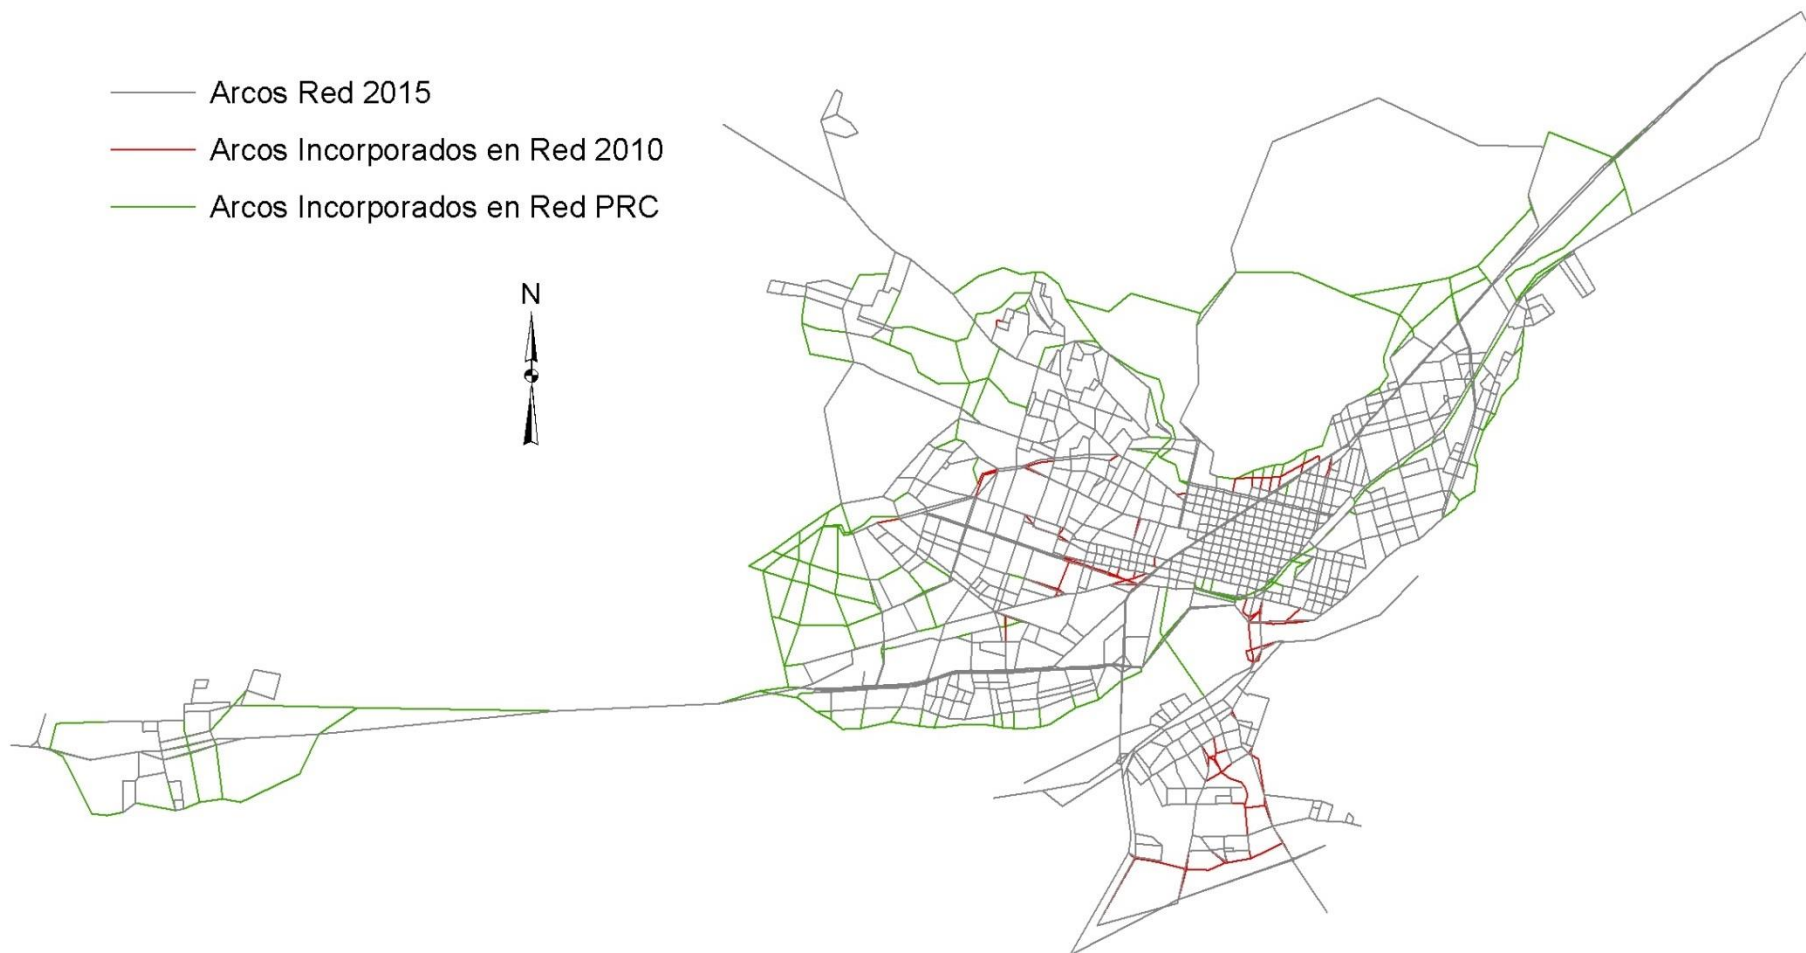 Arcos Red 2015
Arcos Incorporados en Red 2010
Arcos Incorporados en Red PRC
N